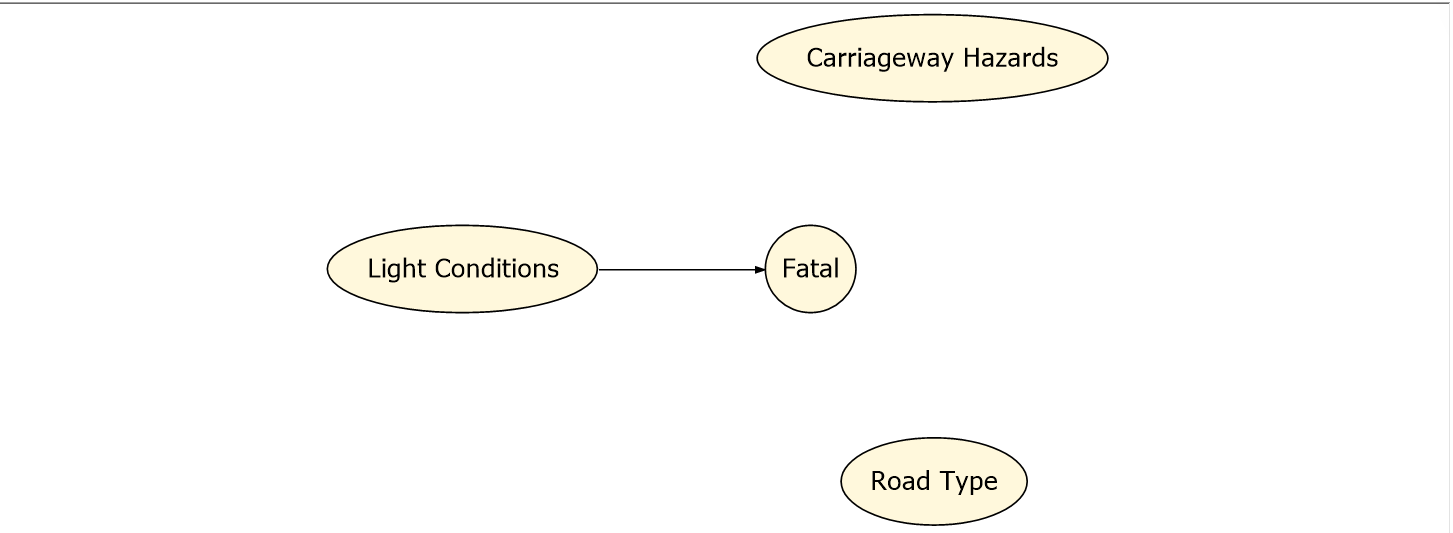 Carriageway Hazards
Light Conditions
Fatal
Road Type